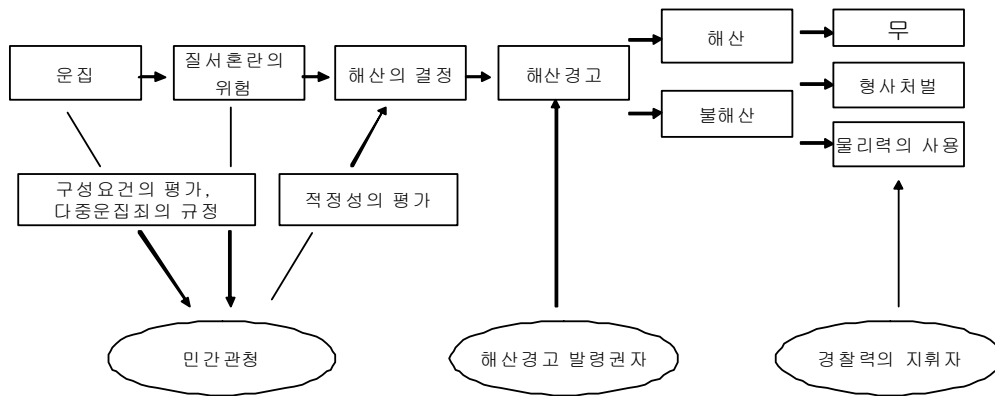 운집
질서혼란의
위험
해산의 결정
해산경고
해산
무
불해산
형사처벌
물리력의 사용
구성요건의 평가,
다중운집죄의 규정
적정성의 평가
민간관청
해산경고 발령권자
경찰력의 지휘자